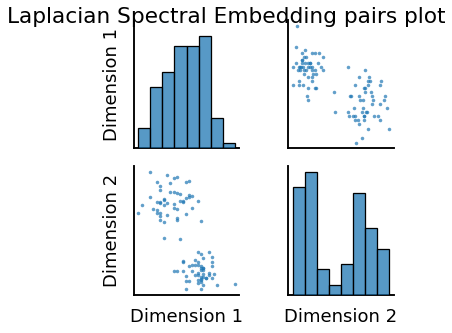 Laplacian Spectral Embedding pairs plot
Dimension 1
Dimension 2
Dimension 1
Dimension 2